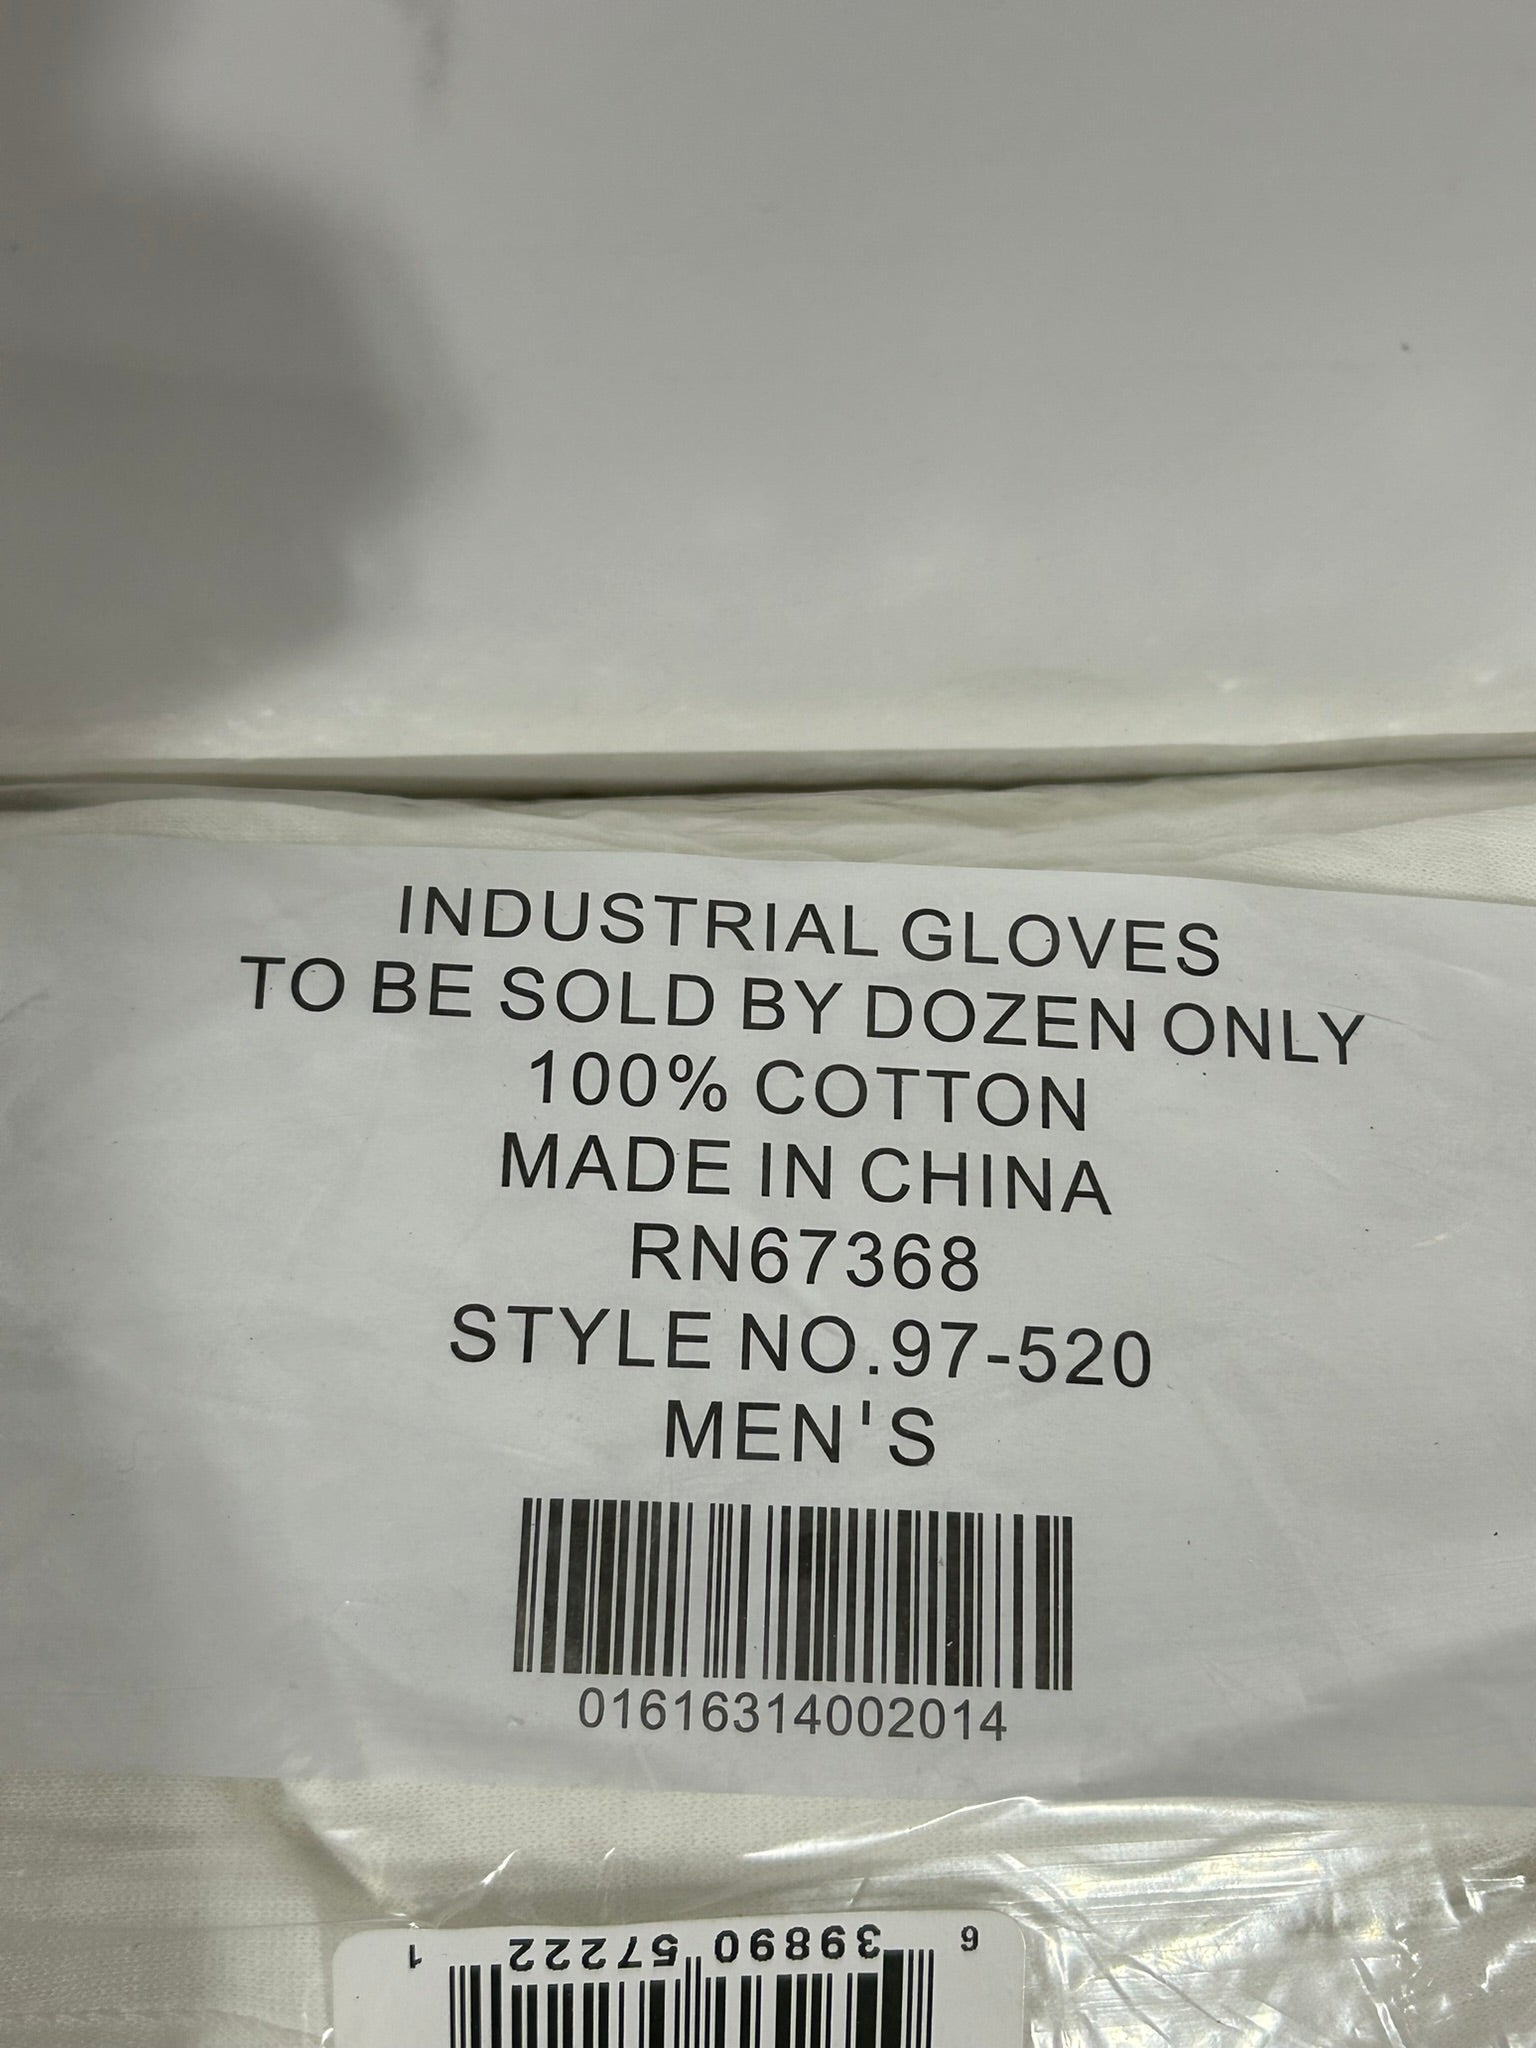 INDUSTRIAL GLOVES
TO BE SOLD BY DOZEN ONLY
100% COTTON
MADE IN CHINA
RN67368
STYLE NO.97-520
MEN'S
01616314002014
6 39890 57222 1